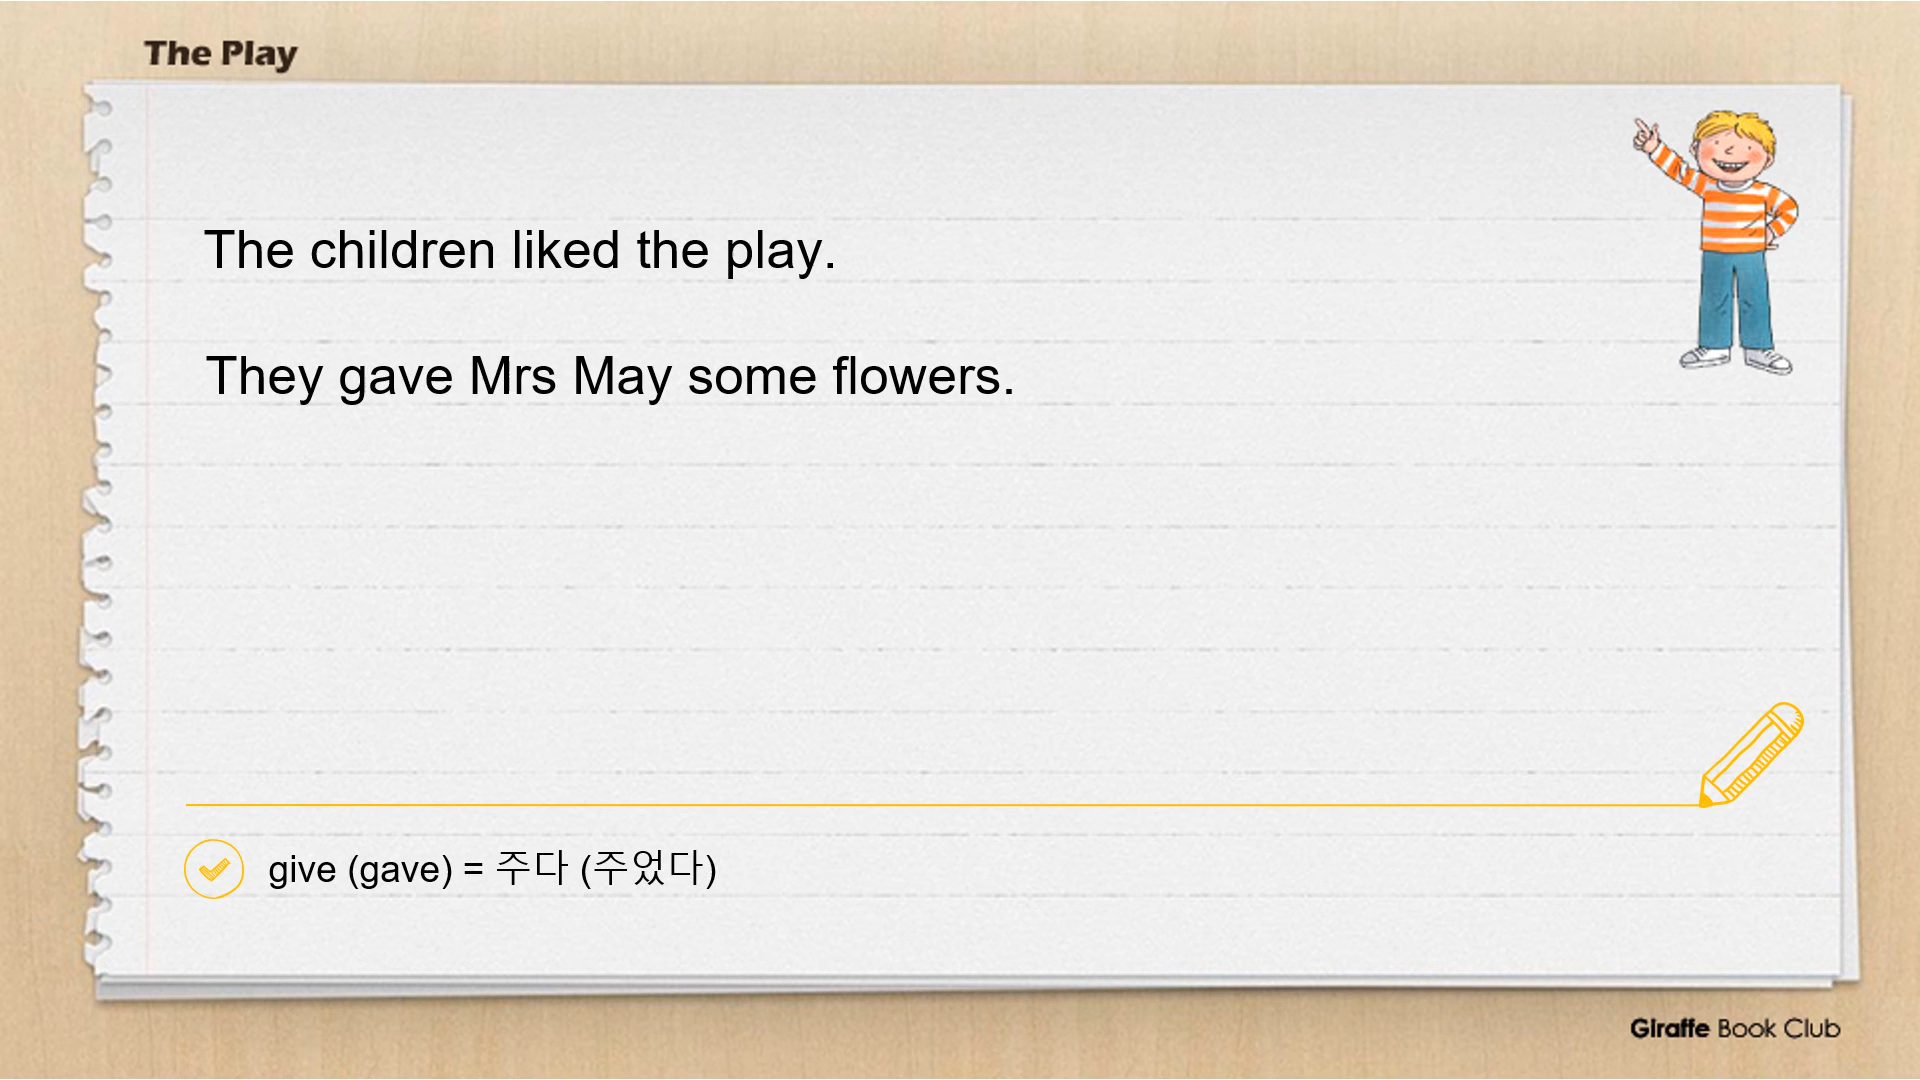 The Play
The children liked the play.
They gave Mrs May some flowers.
give (gave) = 주다 (주었다)
Giraffe Book Club